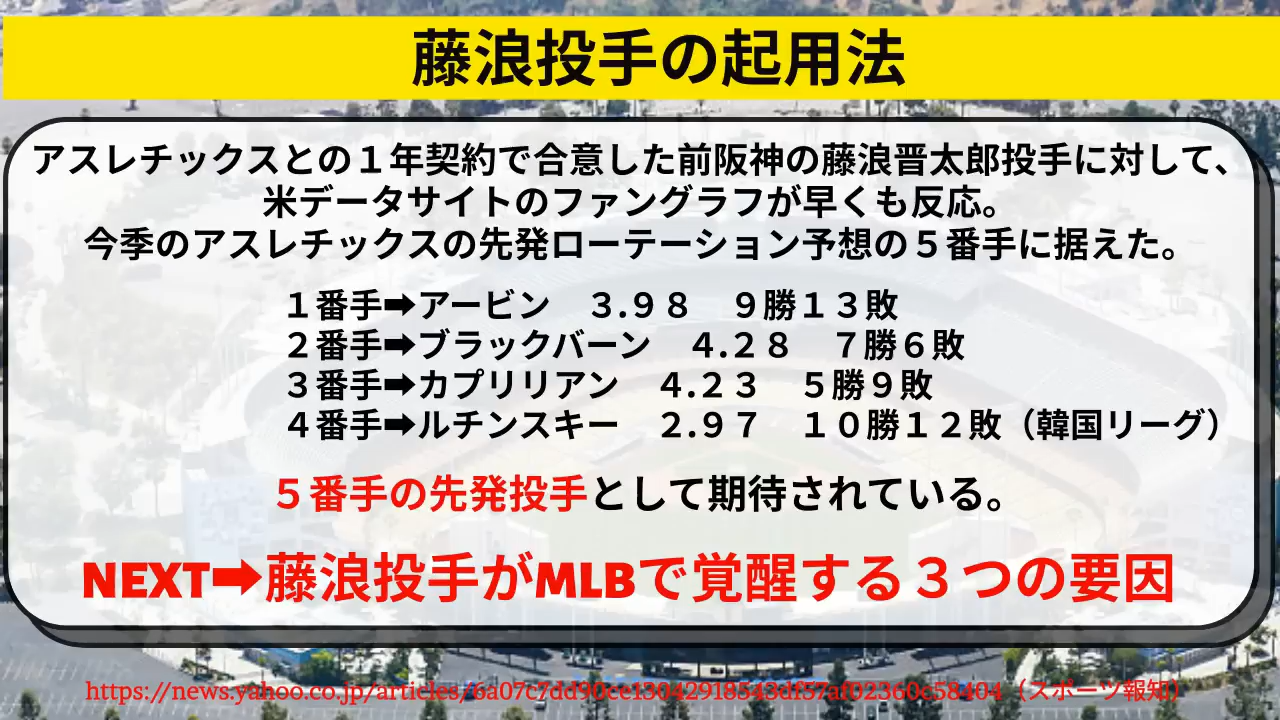 藤浪投手の起用法
アスレチックスとの１年契約で合意した前阪神の藤浪晋太郎投手に対して、
米データサイトのファングラフが早くも反応。
今季のアスレチックスの先発ローテーション予想の５番手に据えた。
１番手➡アービン　３.９８　９勝１３敗
２番手➡ブラックバーン　４.２８　７勝６敗
３番手➡カプリリアン　４.２３　５勝９敗
４番手➡ルチンスキー　２.９７　１０勝１２敗（韓国リーグ）
５番手の先発投手として期待されている。
NEXT➡藤浪投手がMLBで覚醒する３つの要因
https://news.yahoo.co.jp/articles/6a07c7dd90ce13042918543df57af02360c58404（スポーツ報知）